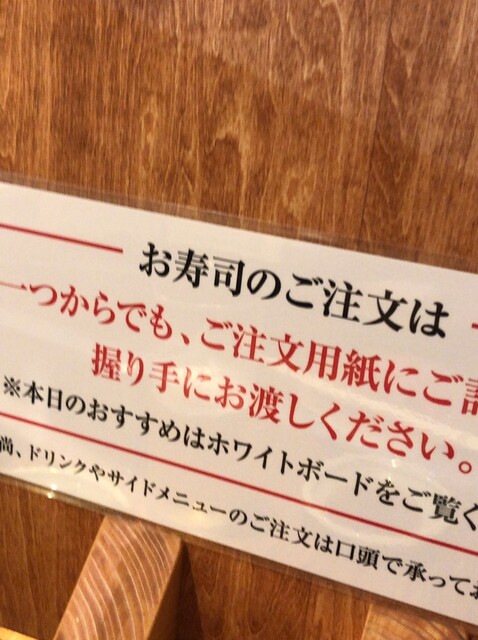 お寿司のご注文は
一つからでも、ご注文用紙にご記
握り手にお渡しください。
※本日のおすすめはホワイトボードをご覧く
尚、ドリンクやサイドメニューのご注文は口頭で承ってお